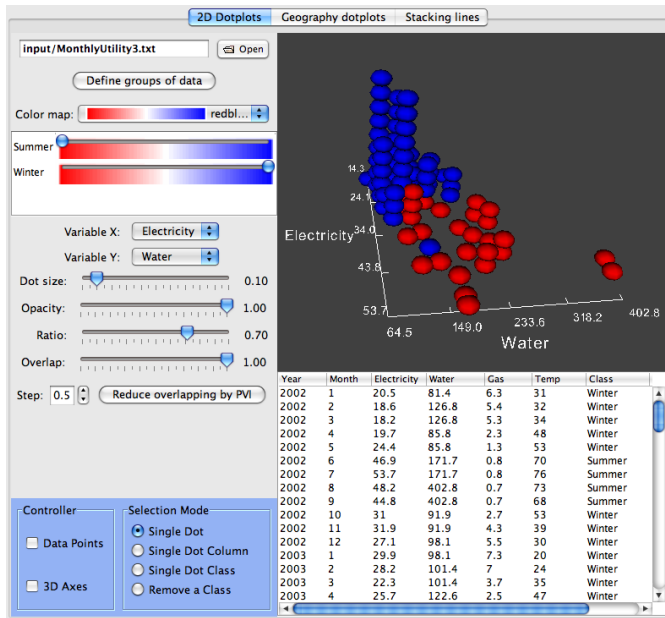 2D Dotplots Geography dotplots Stacking lines
input/MonthlyUtility3.txt Open
Define groups of data
Color map: redbl...
Summer
Winter
Variable X: Electricity
Variable Y: Water
Dot size: 0.10
Opacity: 1.00
Ratio: 0.70
Overlap: 1.00
Step: 0.5 Reduce overlapping by PVI
Controller
Data Points
3D Axes
Selection Mode
Single Dot
Single Dot Column
Single Dot Class
Remove a Class
14.3
24.1
34.0
Electricity
43.8
53.7
64.5 149.0 233.6 318.2 402.8
Water
Year Month Electricity Water Gas Temp Class
2002 1 20.5 81.4 6.3 31 Winter
2002 2 18.6 126.8 5.4 32 Winter
2002 3 18.2 126.8 5.3 34 Winter
2002 4 19.7 85.8 2.3 48 Winter
2002 5 24.4 85.8 1.3 53 Winter
2002 6 46.9 171.7 0.8 70 Summer
2002 7 53.7 171.7 0.8 76 Summer
2002 8 48.2 402.8 0.7 73 Summer
2002 9 44.8 402.8 0.7 68 Summer
2002 10 31 91.9 2.7 53 Winter
2002 11 31.9 91.9 4.3 39 Winter
2002 12 27.1 98.1 5.5 30 Winter
2003 1 29.9 98.1 7.3 20 Winter
2003 2 28.2 101.4 7 24 Winter
2003 3 22.3 101.4 3.7 35 Winter
2003 4 25.7 122.6 2.5 47 Winter